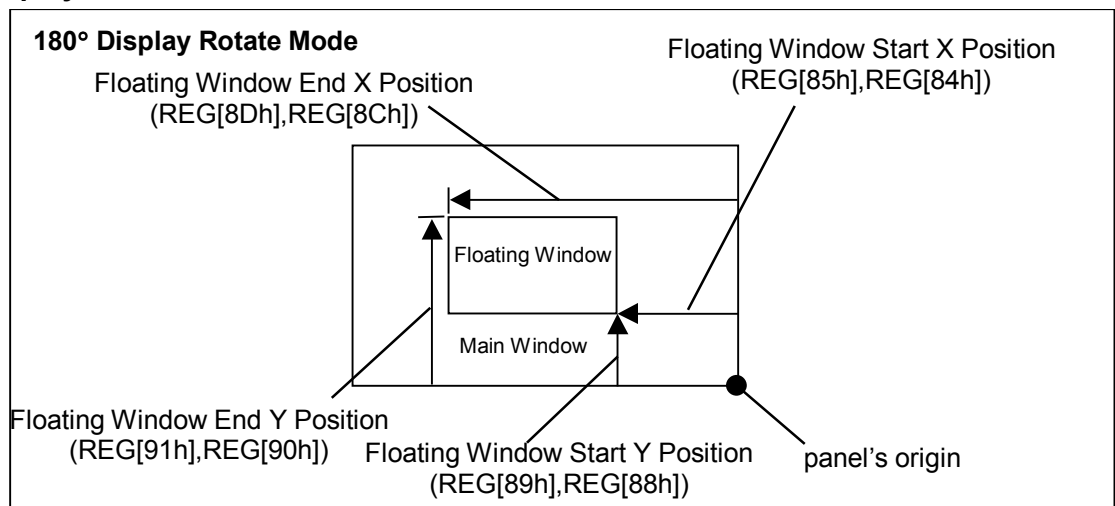 180° Display Rotate Mode
Floating Window Start X Position
(REG[85h],REG[84h])
Floating Window End X Position
(REG[8Dh],REG[8Ch])
Floating Window
Main Window
Floating Window End Y Position
(REG[91h],REG[90h])
Floating Window Start Y Position
(REG[89h],REG[88h])
panel's origin